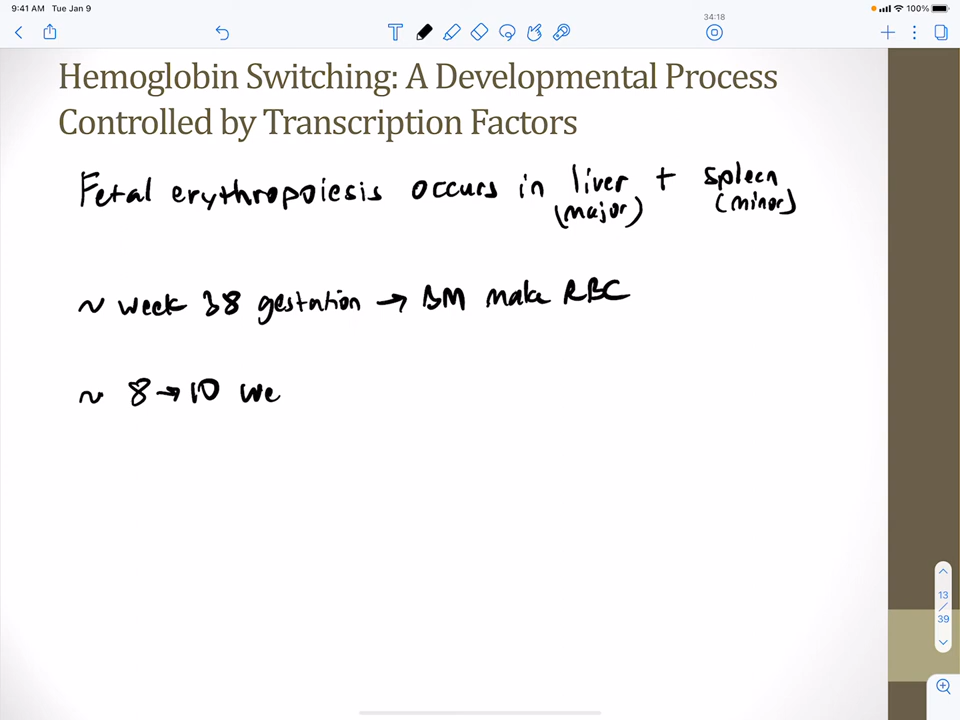 9:41 AM Tue Jan 9
100%
34:18
Hemoglobin Switching: A Developmental Process
Controlled by Transcription Factors
Fetal erythropoiesis occurs in liver + spleen
(major) (minor)
~ week 38 gestation → BM make RBC
~ 8 → 10 we
13
/
39